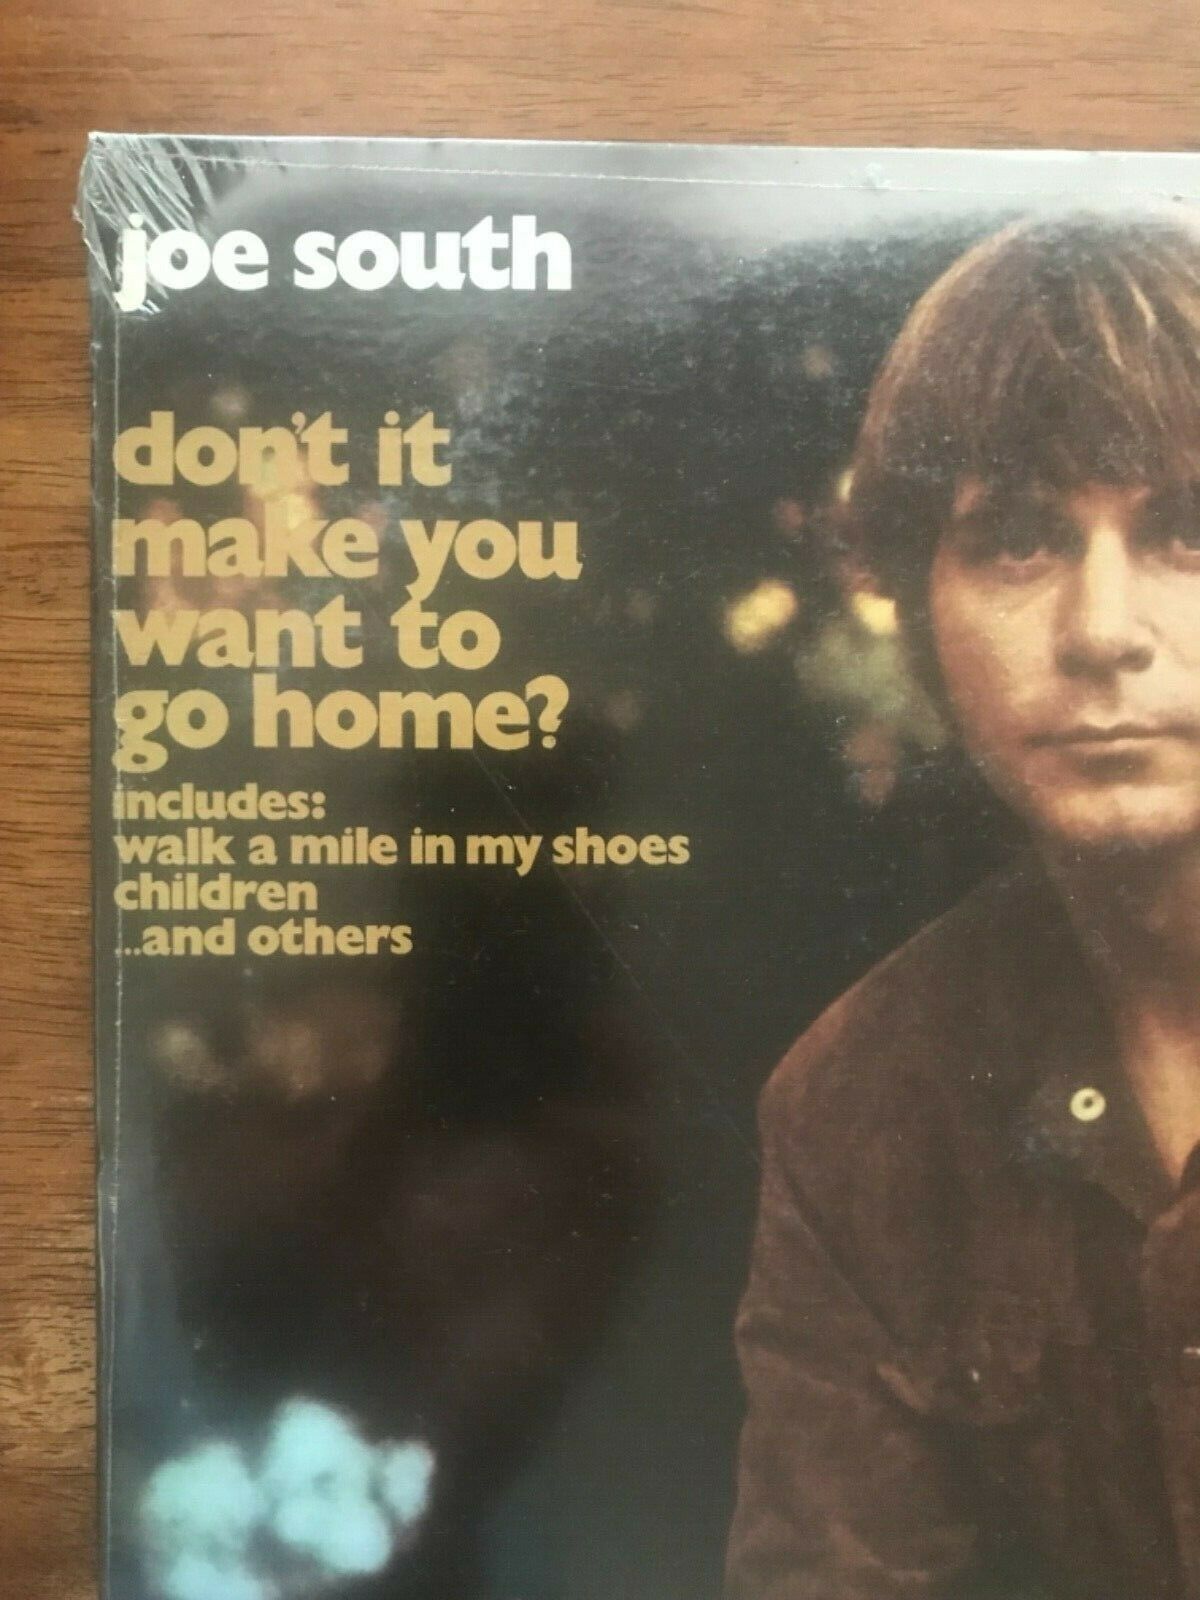 joe south
don't it
make you
want to
go home?
includes:
walk a mile in my shoes
children
...and others